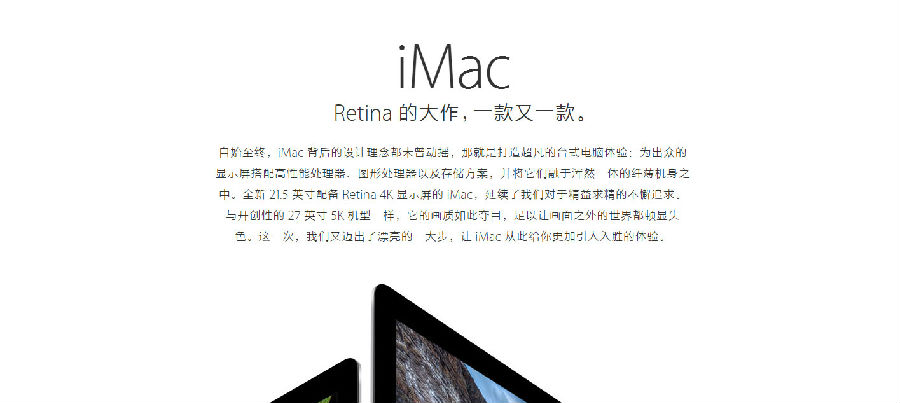 iMac
Retina 的大作，一款又一款。
自始至终，iMac 背后的设计理念都未曾动摇，那就是打造超凡的台式电脑体验：为出众的
显示屏搭配高性能处理器、图形处理器以及存储方案，并将它们融于浑然一体的纤薄机身之
中。全新 21.5 英寸配备 Retina 4K 显示屏的 iMac，延续了我们对于精益求精的不懈追求。
与开创性的 27 英寸 5K 机型一样，它的画质如此夺目，足以让画面之外的世界都顿显失
色。这一次，我们又迈出了漂亮的一大步，让 iMac 从此给你更加引人入胜的体验。